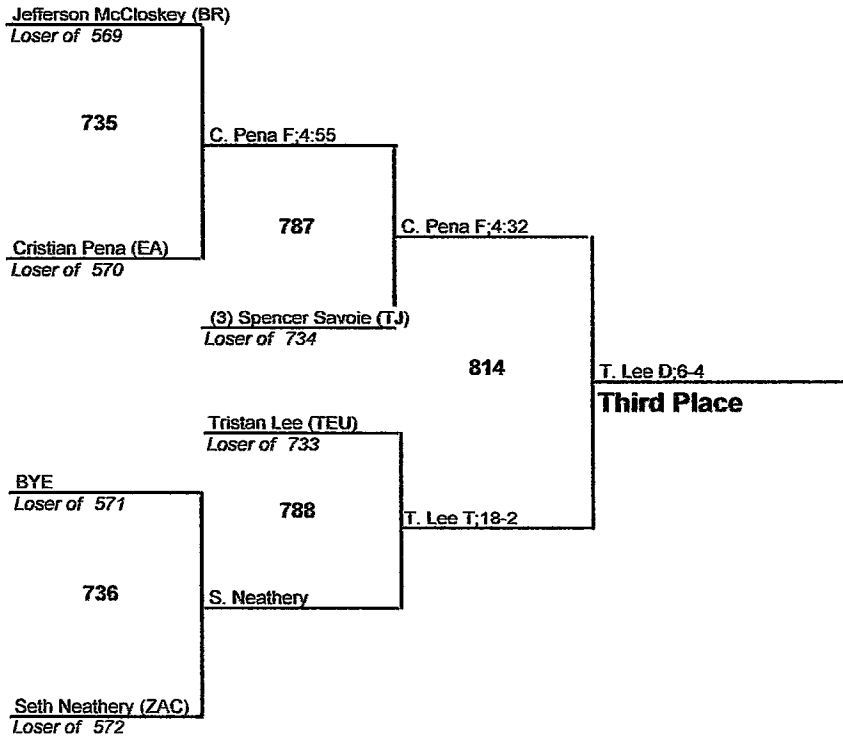 Jefferson McCloskey (BR)
Loser of 569
735
C. Pena F;4:55
787
C. Pena F;4:32
Cristian Pena (EA)
Loser of 570
(3) Spencer Savoie (TJ)
Loser of 734
814
T. Lee D;6-4
Third Place
Tristan Lee (TEU)
Loser of 733
BYE
Loser of 571
788
T. Lee T;18-2
736
S. Neathery
Seth Neathery (ZAC)
Loser of 572